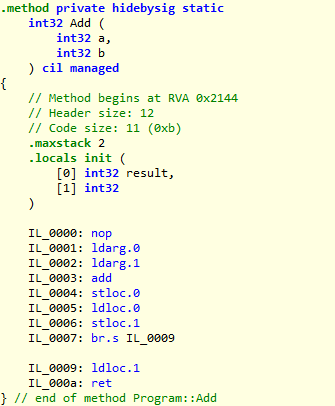 .method private hidebysig static
int32 Add (
int32 a,
int32 b
) cil managed
{
// Method begins at RVA 0x2144
// Header size: 12
// Code size: 11 (0xb)
.maxstack 2
.locals init (
[0] int32 result,
[1] int32
)
IL_0000: nop
IL_0001: ldarg.0
IL_0002: ldarg.1
IL_0003: add
IL_0004: stloc.0
IL_0005: ldloc.0
IL_0006: stloc.1
IL_0007: br.s IL_0009
IL_0009: ldloc.1
IL_000a: ret
} // end of method Program::Add